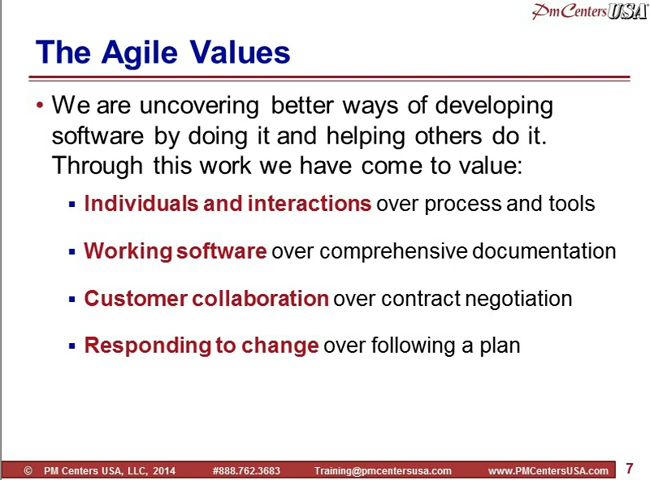 Pm Centers USA
The Agile Values
• We are uncovering better ways of developing
software by doing it and helping others do it.
Through this work we have come to value:
▪ Individuals and interactions over process and tools
▪ Working software over comprehensive documentation
▪ Customer collaboration over contract negotiation
▪ Responding to change over following a plan
© PM Centers USA, LLC, 2014 #888.762.3683 Training@pmcentersusa.com www.PMCentersUSA.com 7